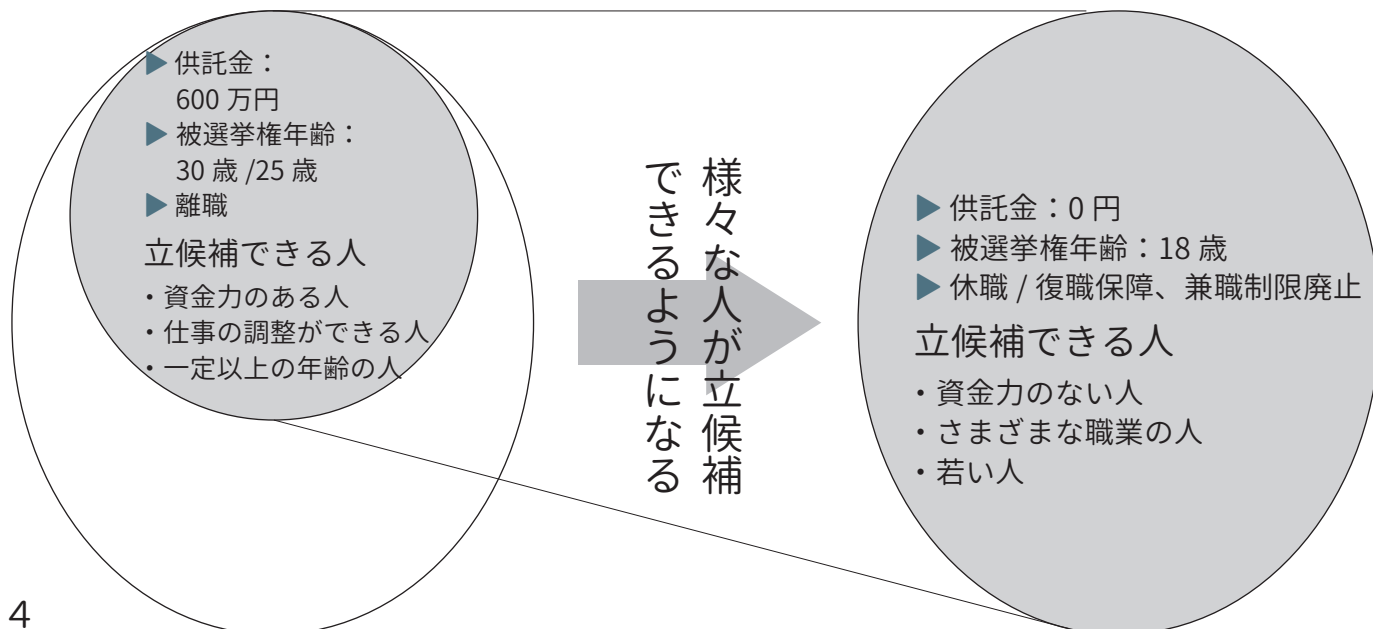 ▶ 供託金：
600 万円
▶ 被選挙権年齢：
30 歳 /25 歳
▶ 離職
立候補できる人
・資金力のある人
・仕事の調整ができる人
・一定以上の年齢の人
様々な人が立候補
できるようになる
▶ 供託金：0 円
▶ 被選挙権年齢：18 歳
▶ 休職 / 復職保障、兼職制限廃止
立候補できる人
・資金力のない人
・さまざまな職業の人
・若い人
4